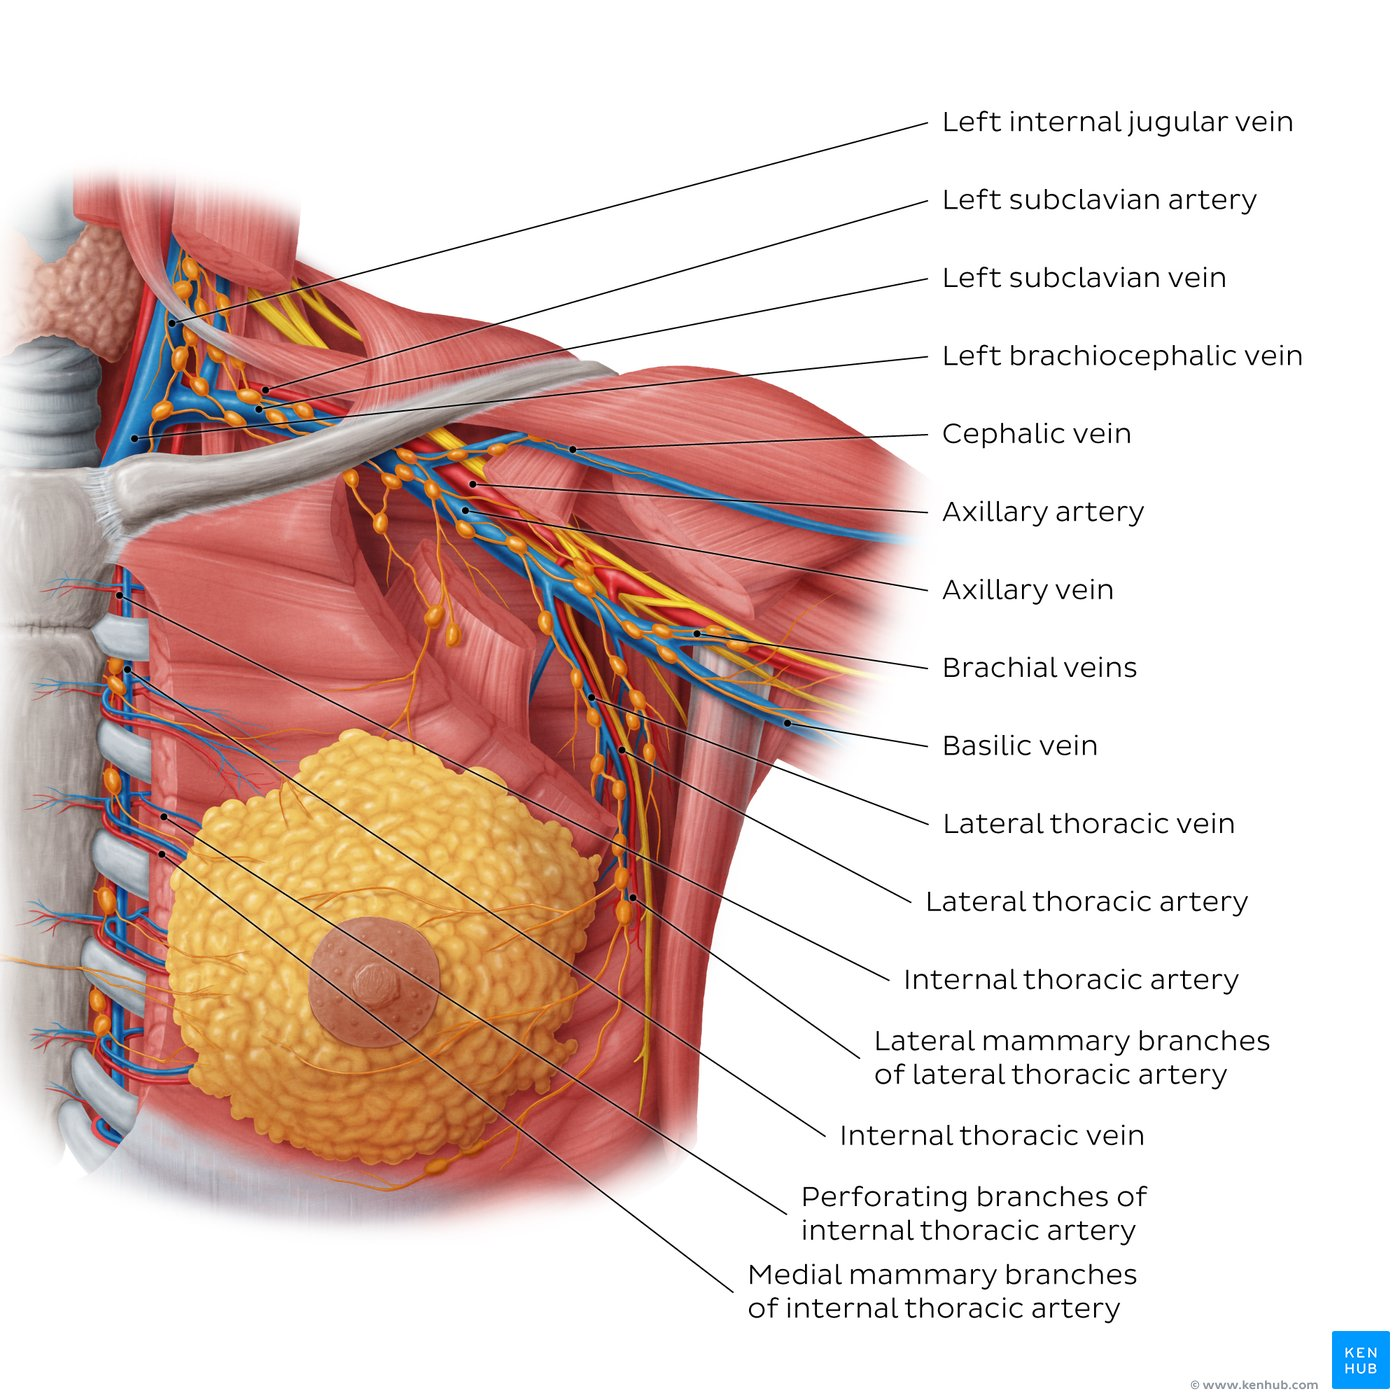 Left internal jugular vein
Left subclavian artery
Left subclavian vein
Left brachiocephalic vein
Cephalic vein
Axillary artery
Axillary vein
Brachial veins
Basilic vein
Lateral thoracic vein
Lateral thoracic artery
Internal thoracic artery
Lateral mammary branches
of lateral thoracic artery
Internal thoracic vein
Perforating branches of
internal thoracic artery
Medial mammary branches
of internal thoracic artery
KEN
HUB
© www.kenhub.com